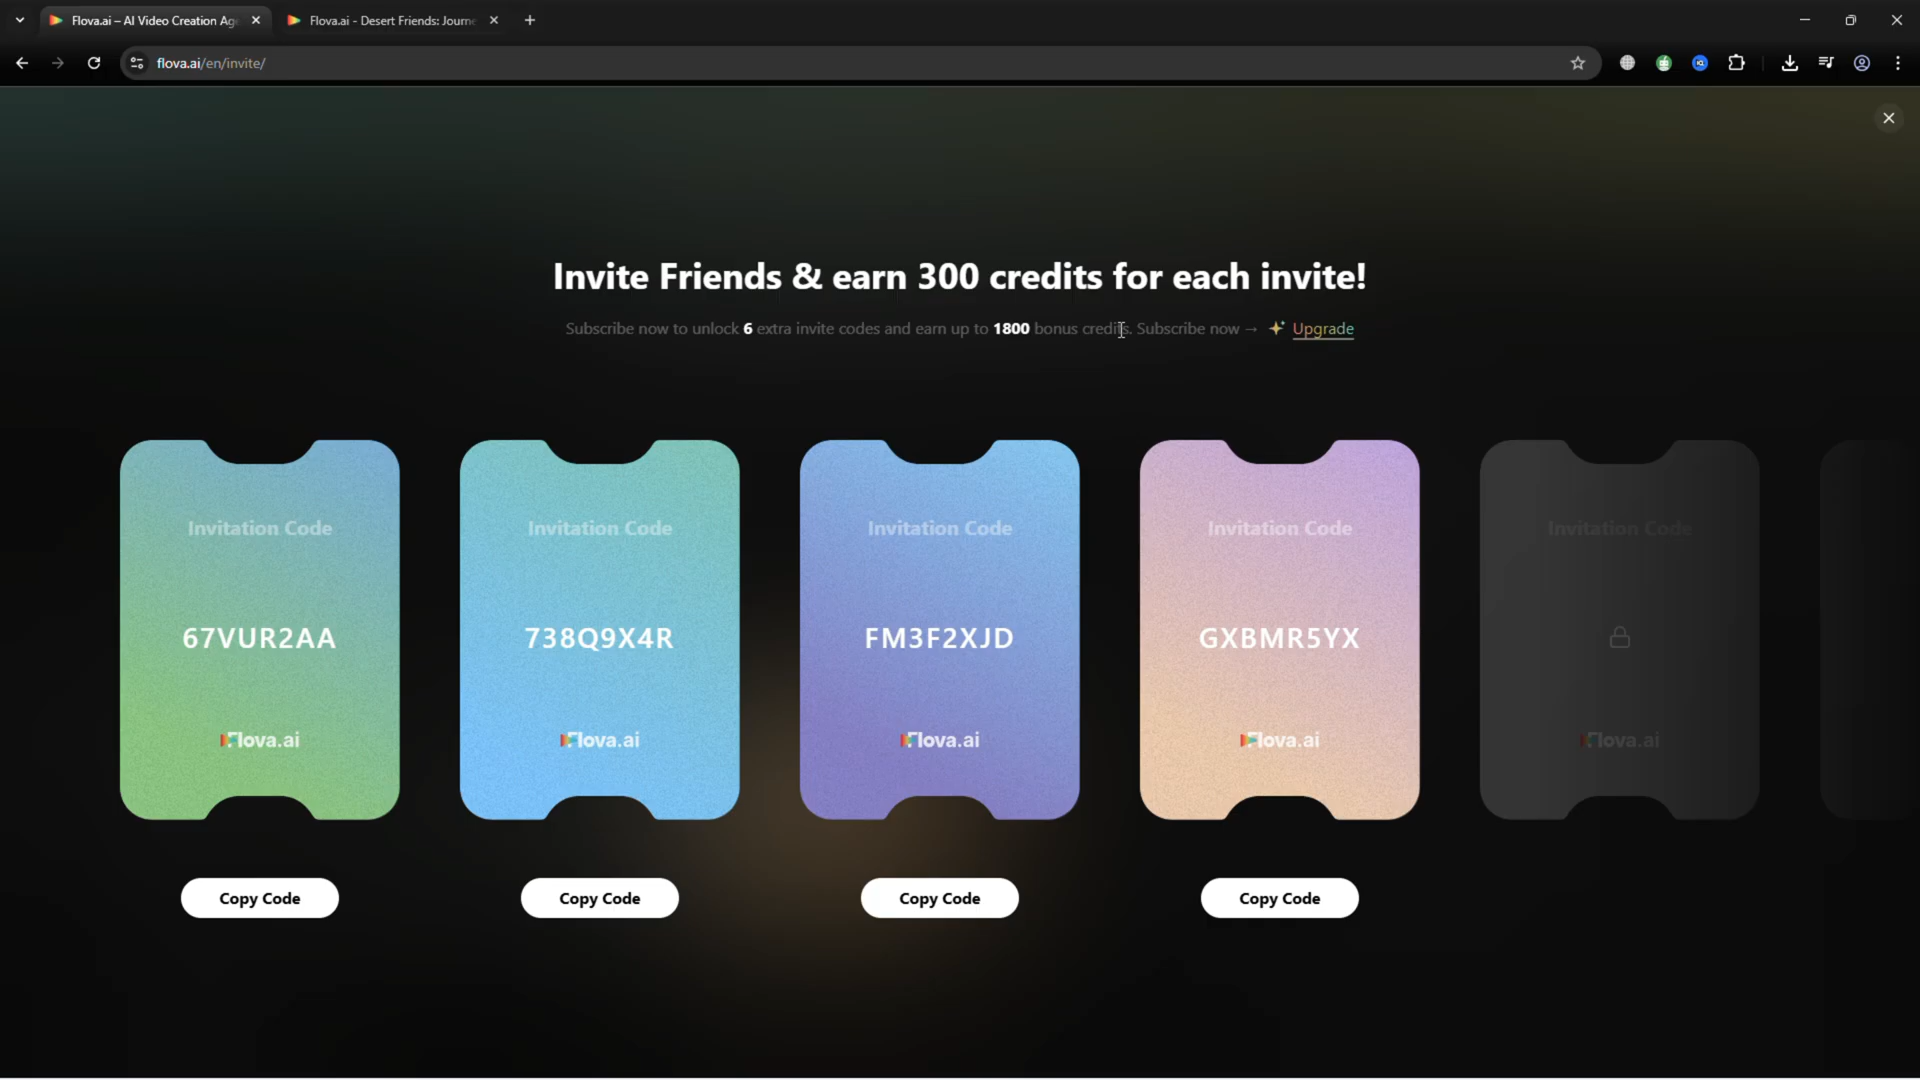 Flova.ai – AI Video Creation Ag
Flova.ai - Desert Friends: Journe
flova.ai/en/invite/
Invite Friends & earn 300 credits for each invite!
Subscribe now to unlock 6 extra invite codes and earn up to 1800 bonus credits. Subscribe now → Upgrade
Invitation Code
67VUR2AA
Flova.ai
Copy Code
Invitation Code
738Q9X4R
Flova.ai
Copy Code
Invitation Code
FM3F2XJD
Flova.ai
Copy Code
Invitation Code
GXBMR5YX
Flova.ai
Copy Code
Invitation Code
Flova.ai